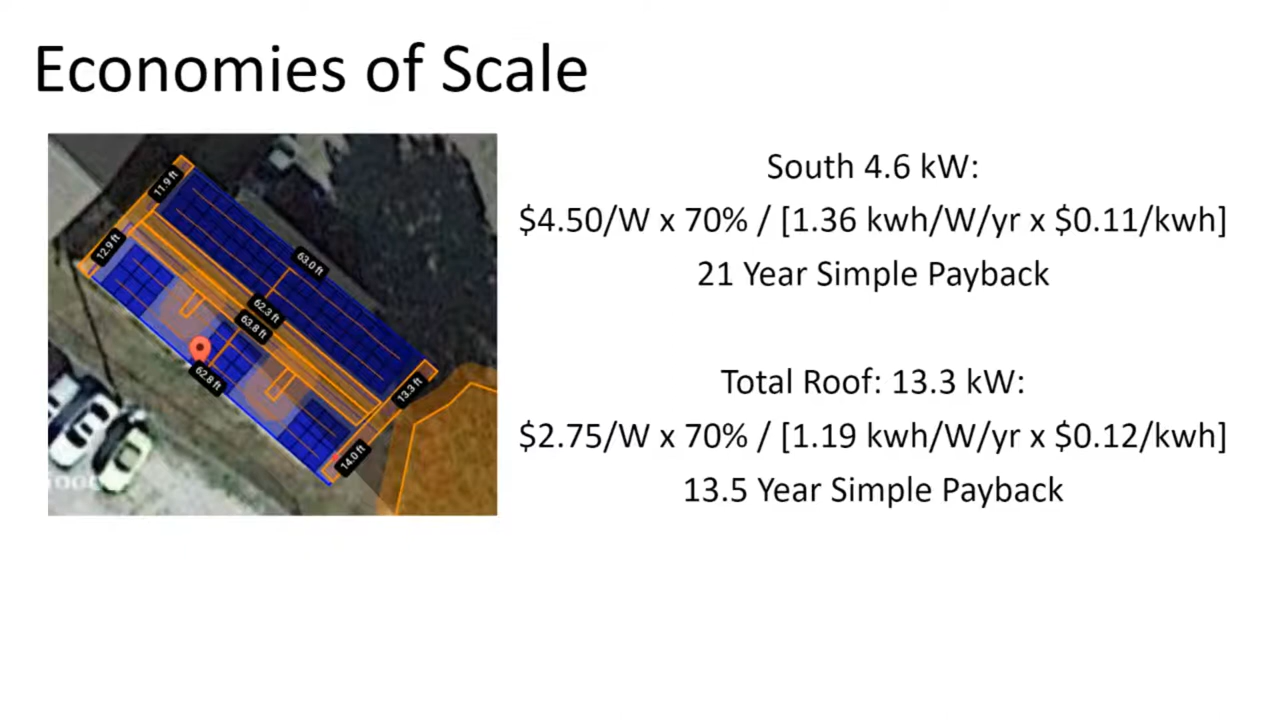 Economies of Scale
11.9 ft
12.9 ft
63.0 ft
62.3 ft
63.8 ft
62.8 ft
13.3 ft
14.0 ft
South 4.6 kW:
$4.50/W x 70% / [1.36 kwh/W/yr x $0.11/kwh]
21 Year Simple Payback
Total Roof: 13.3 kW:
$2.75/W x 70% / [1.19 kwh/W/yr x $0.12/kwh]
13.5 Year Simple Payback